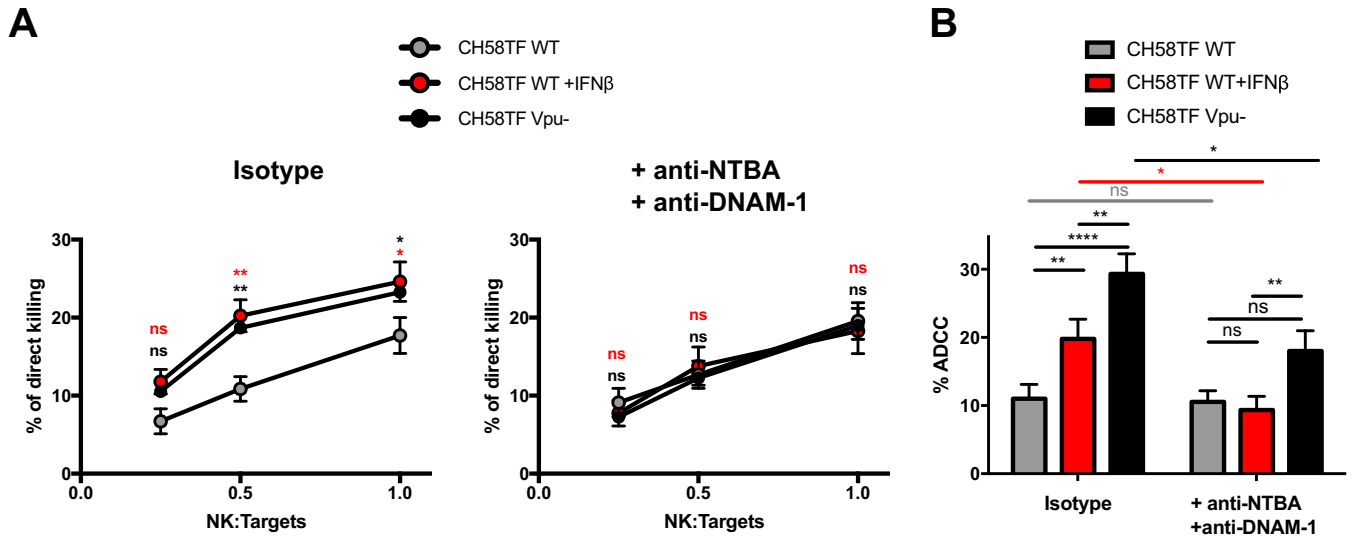 A
CH58TF WT
CH58TF WT +IFNβ
CH58TF Vpu-
Isotype
+ anti-NTBA
+ anti-DNAM-1
% of direct killing
30
20
10
0
0.0
0.5
1.0
NK:Targets
ns
ns
**
**
*
*
% of direct killing
30
20
10
0
0.0
0.5
1.0
NK:Targets
ns
ns
ns
ns
ns
ns
B
CH58TF WT
CH58TF WT+IFNβ
CH58TF Vpu-
*
*
ns
**
****
**
**
ns
ns
% ADCC
30
20
10
0
Isotype
+ anti-NTBA
+anti-DNAM-1